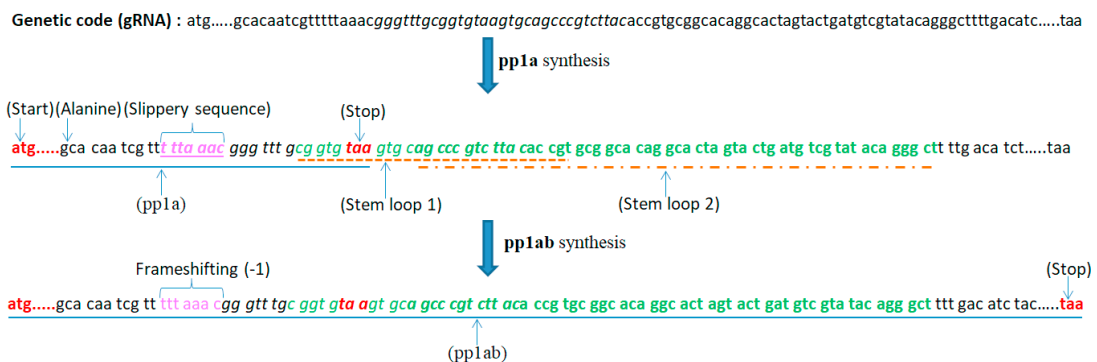 Genetic code (gRNA) : atg.....gcacaatcgtttttaaacgggtttgcggtgtaagtgcagcccgtcttacaccgtgcggcacaggcactagtactgatgtcgtatacagggcttttgacatc.....taa
pp1a synthesis
(Start)(Alanine)(Slippery sequence) (Stop)
atg.....gca caa tcg ttt tta aac ggg ttt gcg gtg taa gtg cag ccc gtc tta cac cgt gcg gca cag gca cta gta ctg atg tcg tat aca ggg ct ttt tg aca tct.....taa
(pp1a) (Stem loop 1) (Stem loop 2)
pp1ab synthesis
Frameshifting (-1) (Stop)
atg.....gca caa tcg tt ttt aaa c gg gtt tgc ggt gta agt gca gcc cgt ctt aca ccg tgc ggc aca ggc act agt act gat gtc gta tac agg gct ttt gac atc tac.....taa
(pp1ab)